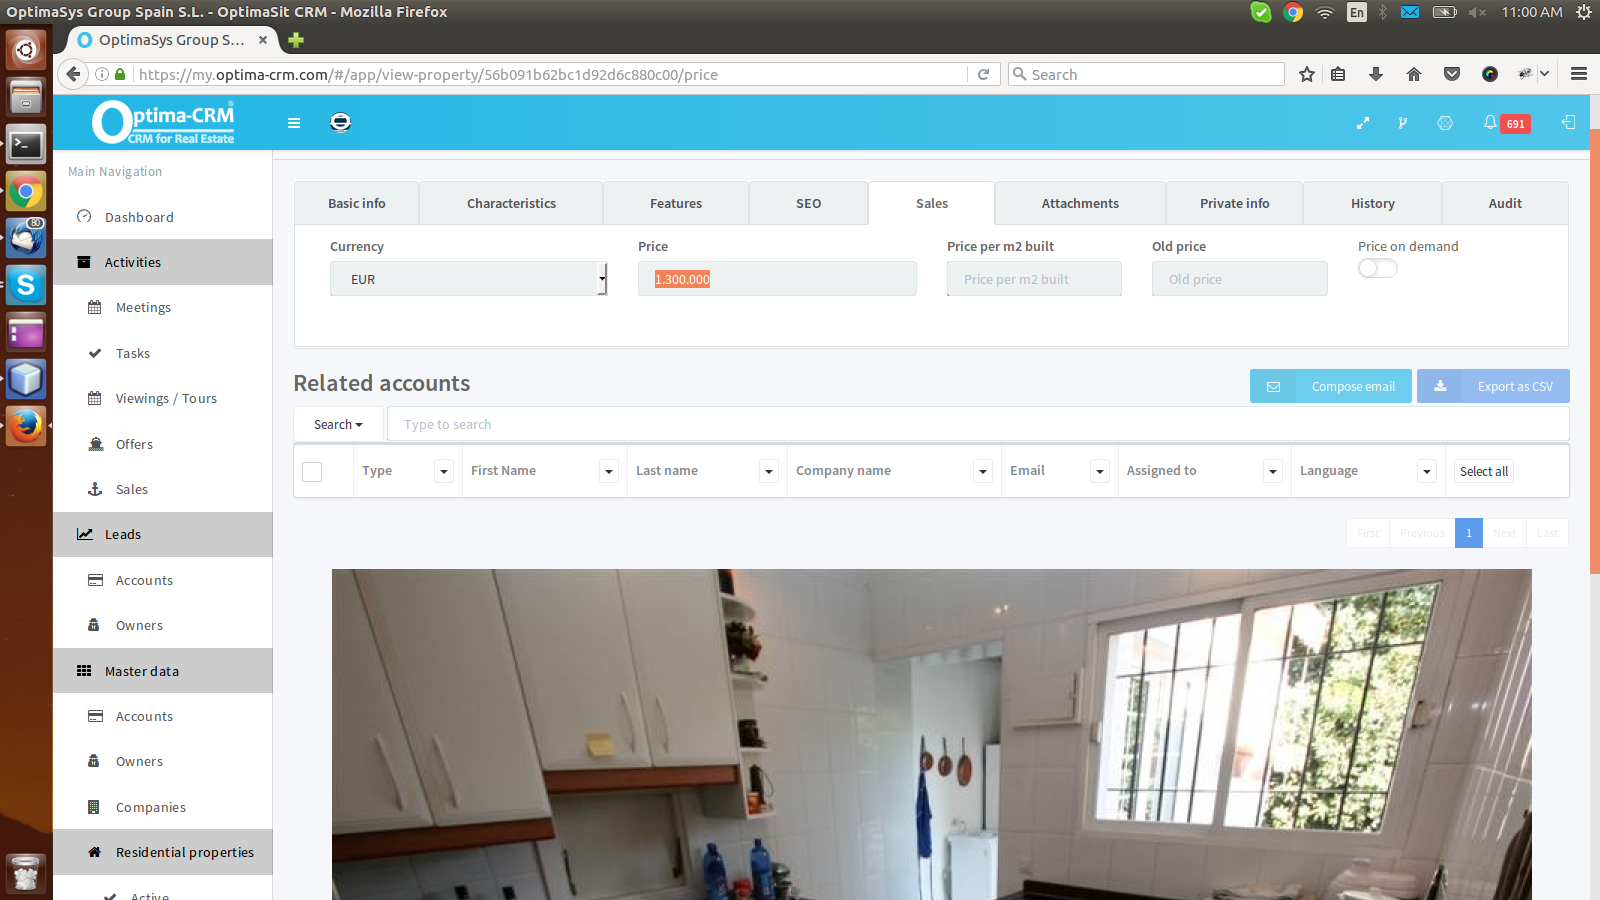 OptimaSys Group Spain S.L. - OptimaSit CRM - Mozilla Firefox
En
11:00 AM
OptimaSys Group S...
https://my.optima-crm.com/#/app/view-property/56b091b62bc1d92d6c880c00/price
Search
Optima-CRM®
CRM for Real Estate
691
80
Main Navigation
Dashboard
Activities
Meetings
Tasks
Viewings / Tours
Offers
Sales
Leads
Accounts
Owners
Master data
Accounts
Owners
Companies
Residential properties
Active
Basic info
Characteristics
Features
SEO
Sales
Attachments
Private info
History
Audit
Currency
Price
Price per m2 built
Old price
Price on demand
EUR
1.300.000
Price per m2 built
Old price
Related accounts
Compose email
Export as CSV
Search
Type to search
Type
First Name
Last name
Company name
Email
Assigned to
Language
Select all
First
Previous
1
Next
Last